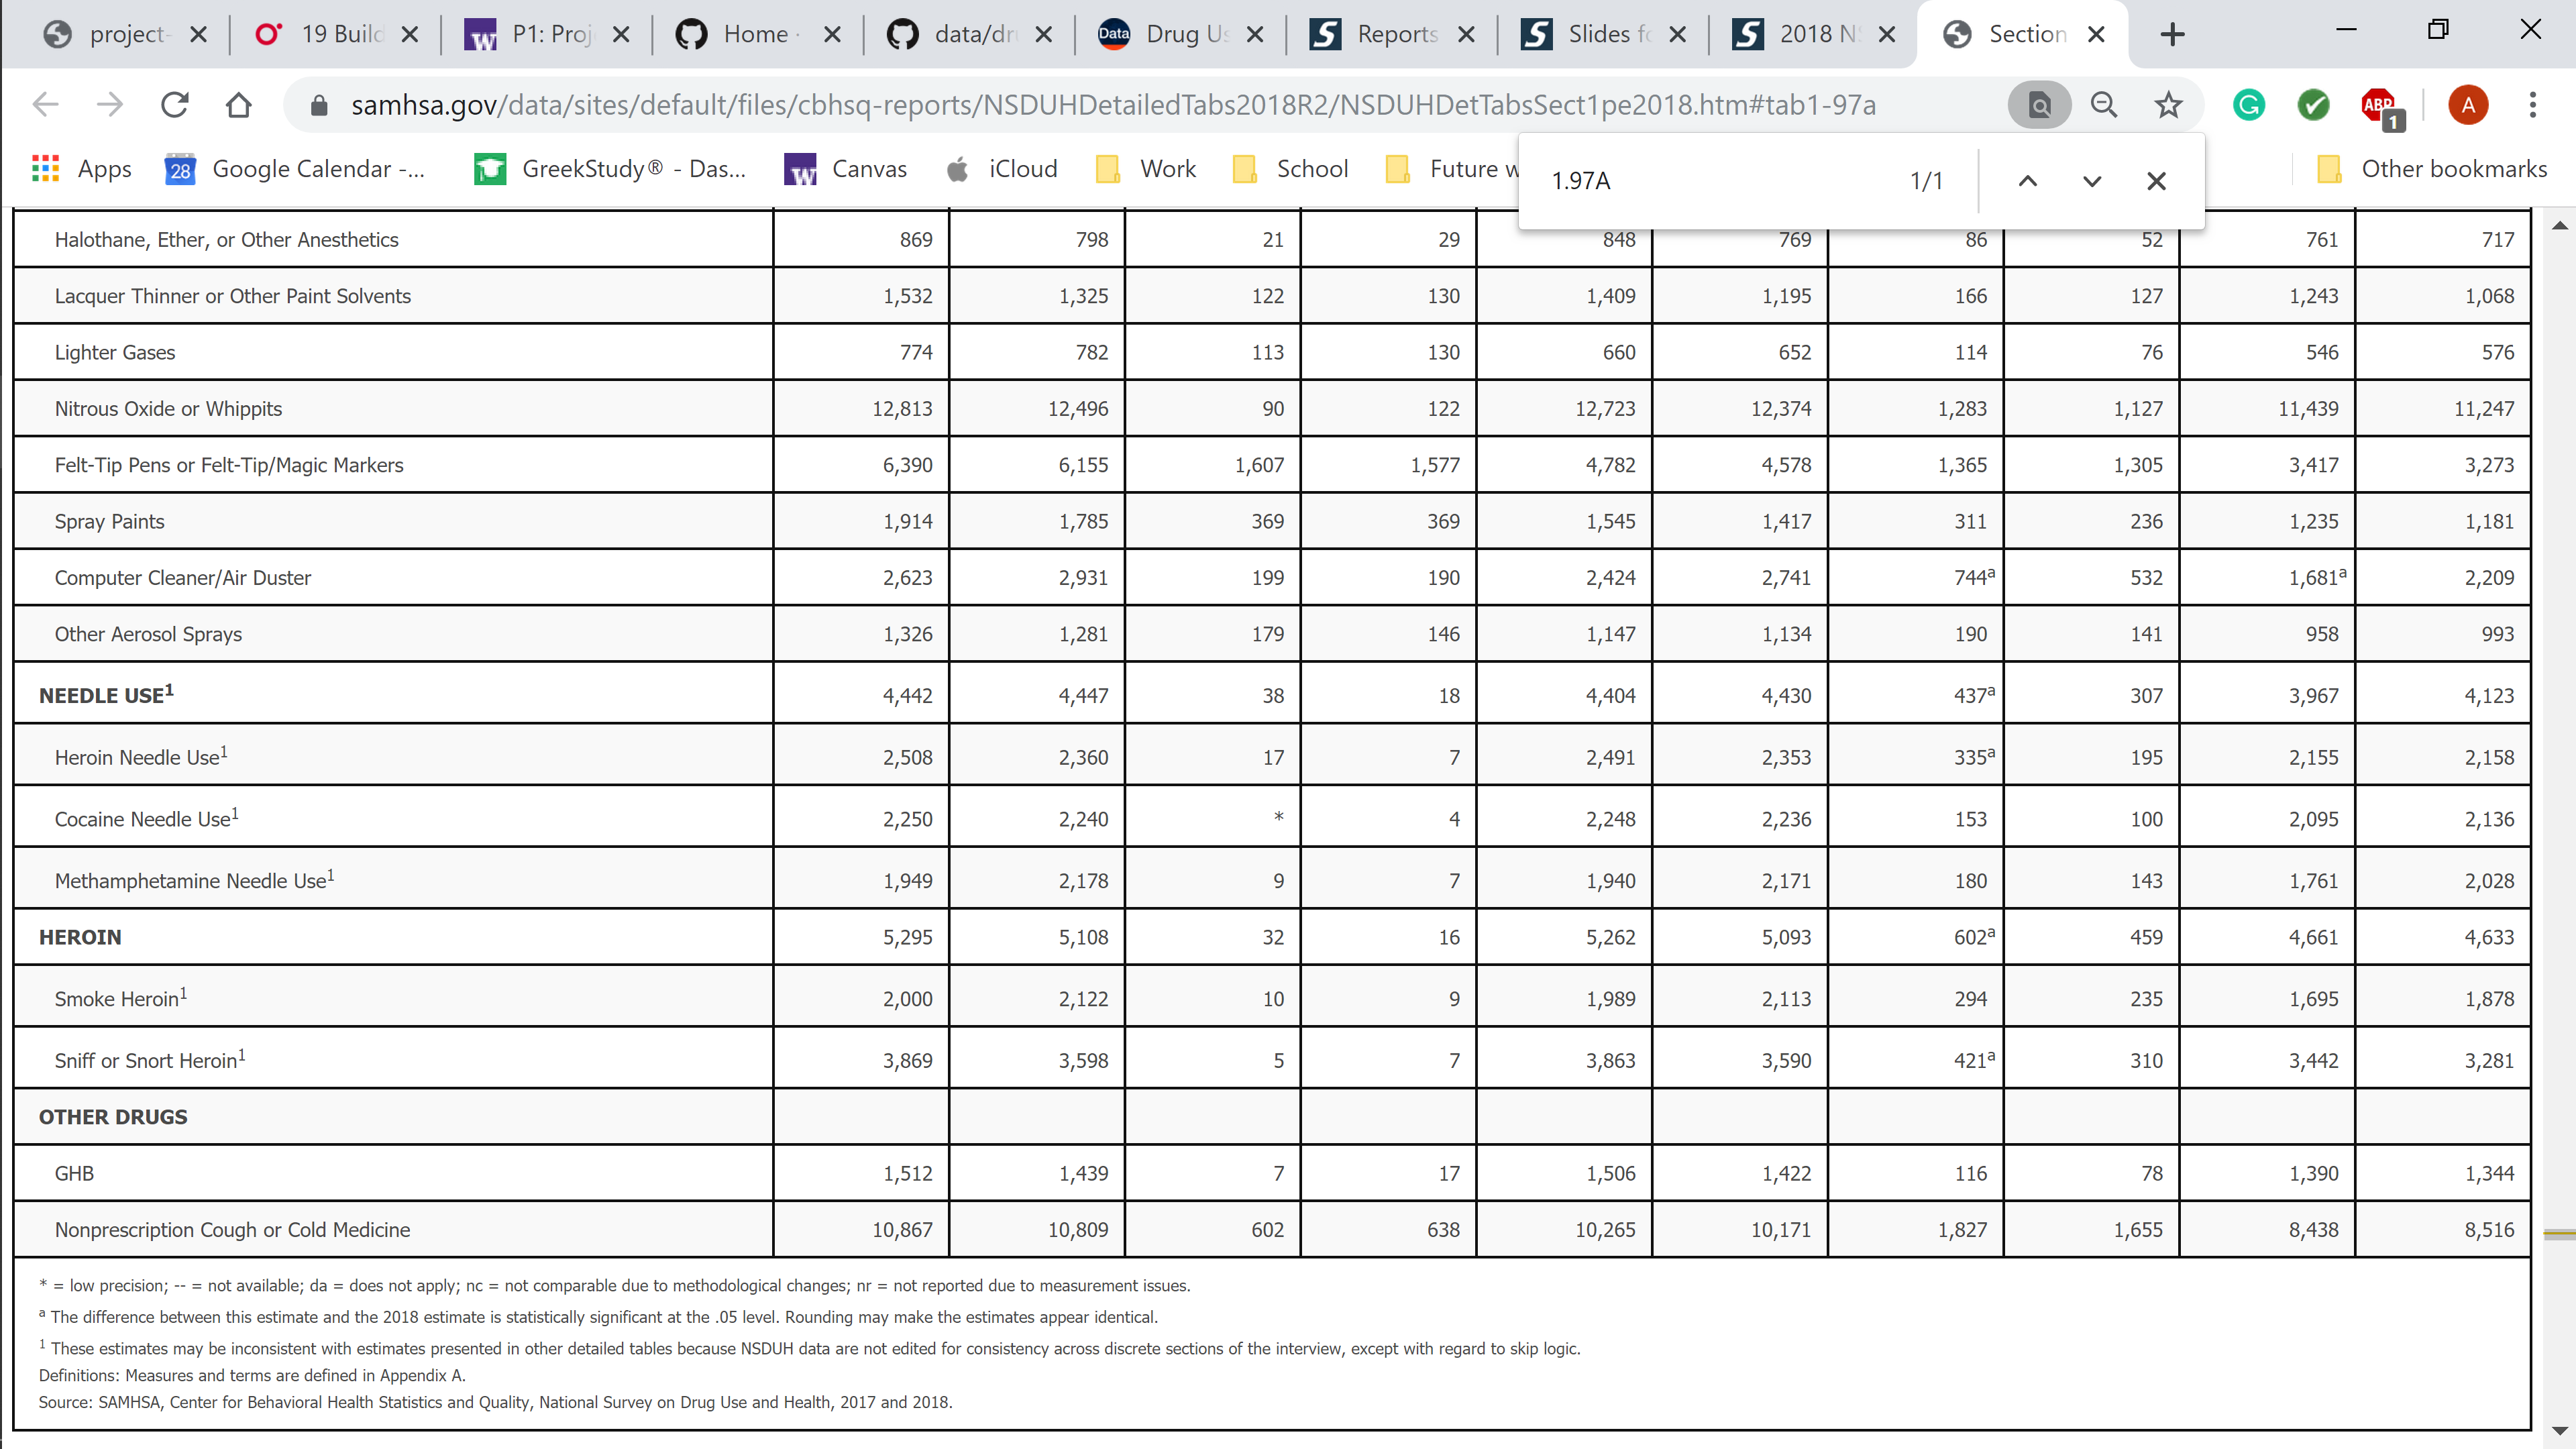 project- 19 Build P1: Proj Home · data/dr Drug Us Reports Slides fo 2018 NS Section
samhsa.gov/data/sites/default/files/cbhsq-reports/NSDUHDetailedTabs2018R2/NSDUHDetTabsSect1pe2018.htm#tab1-97a ABP 1 A
Apps 28 Google Calendar -... GreekStudy® - Das... W Canvas iCloud Work School Future w Other bookmarks
1.97A 1/1
Halothane, Ether, or Other Anesthetics 869 798 21 29 848 769 86 52 761 717
Lacquer Thinner or Other Paint Solvents 1,532 1,325 122 130 1,409 1,195 166 127 1,243 1,068
Lighter Gases 774 782 113 130 660 652 114 76 546 576
Nitrous Oxide or Whippits 12,813 12,496 90 122 12,723 12,374 1,283 1,127 11,439 11,247
Felt-Tip Pens or Felt-Tip/Magic Markers 6,390 6,155 1,607 1,577 4,782 4,578 1,365 1,305 3,417 3,273
Spray Paints 1,914 1,785 369 369 1,545 1,417 311 236 1,235 1,181
Computer Cleaner/Air Duster 2,623 2,931 199 190 2,424 2,741 744a 532 1,681a 2,209
Other Aerosol Sprays 1,326 1,281 179 146 1,147 1,134 190 141 958 993
NEEDLE USE1 4,442 4,447 38 18 4,404 4,430 437a 307 3,967 4,123
Heroin Needle Use1 2,508 2,360 17 7 2,491 2,353 335a 195 2,155 2,158
Cocaine Needle Use1 2,250 2,240 * 4 2,248 2,236 153 100 2,095 2,136
Methamphetamine Needle Use1 1,949 2,178 9 7 1,940 2,171 180 143 1,761 2,028
HEROIN 5,295 5,108 32 16 5,262 5,093 602a 459 4,661 4,633
Smoke Heroin1 2,000 2,122 10 9 1,989 2,113 294 235 1,695 1,878
Sniff or Snort Heroin1 3,869 3,598 5 7 3,863 3,590 421a 310 3,442 3,281
OTHER DRUGS
GHB 1,512 1,439 7 17 1,506 1,422 116 78 1,390 1,344
Nonprescription Cough or Cold Medicine 10,867 10,809 602 638 10,265 10,171 1,827 1,655 8,438 8,516
* = low precision; -- = not available; da = does not apply; nc = not comparable due to methodological changes; nr = not reported due to measurement issues.
a The difference between this estimate and the 2018 estimate is statistically significant at the .05 level. Rounding may make the estimates appear identical.
1 These estimates may be inconsistent with estimates presented in other detailed tables because NSDUH data are not edited for consistency across discrete sections of the interview, except with regard to skip logic.
Definitions: Measures and terms are defined in Appendix A.
Source: SAMHSA, Center for Behavioral Health Statistics and Quality, National Survey on Drug Use and Health, 2017 and 2018.